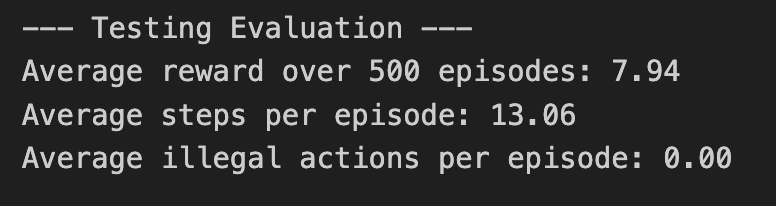 --- Testing Evaluation ---
Average reward over 500 episodes: 7.94
Average steps per episode: 13.06
Average illegal actions per episode: 0.00